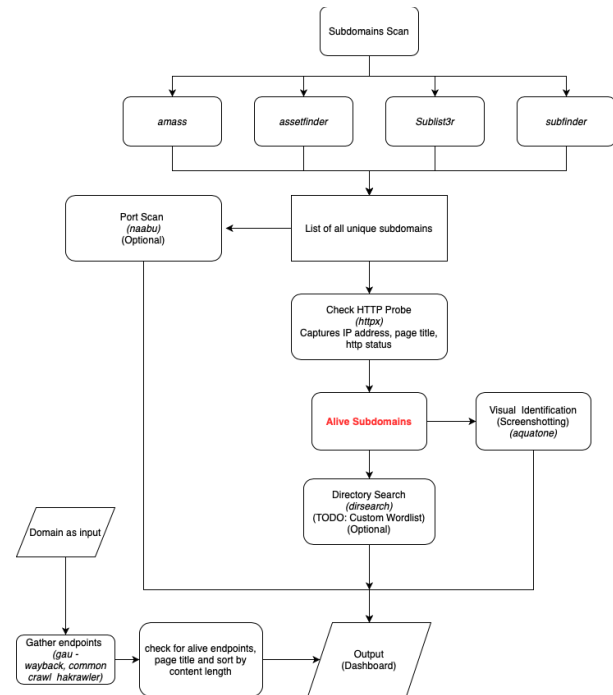 Subdomains Scan
amass
assetfinder
Sublist3r
subfinder
Port Scan
(naabu)
(Optional)
List of all unique subdomains
Check HTTP Probe
(httpx)
Captures IP address, page title,
http status
Alive Subdomains
Visual Identification
(Screenshotting)
(aquatone)
Directory Search
(dirsearch)
(TODO: Custom Wordlist)
(Optional)
Domain as input
Gather endpoints
(gau -
wayback, common
crawl hakrawler)
check for alive endpoints,
page title and sort by
content length
Output
(Dashboard)